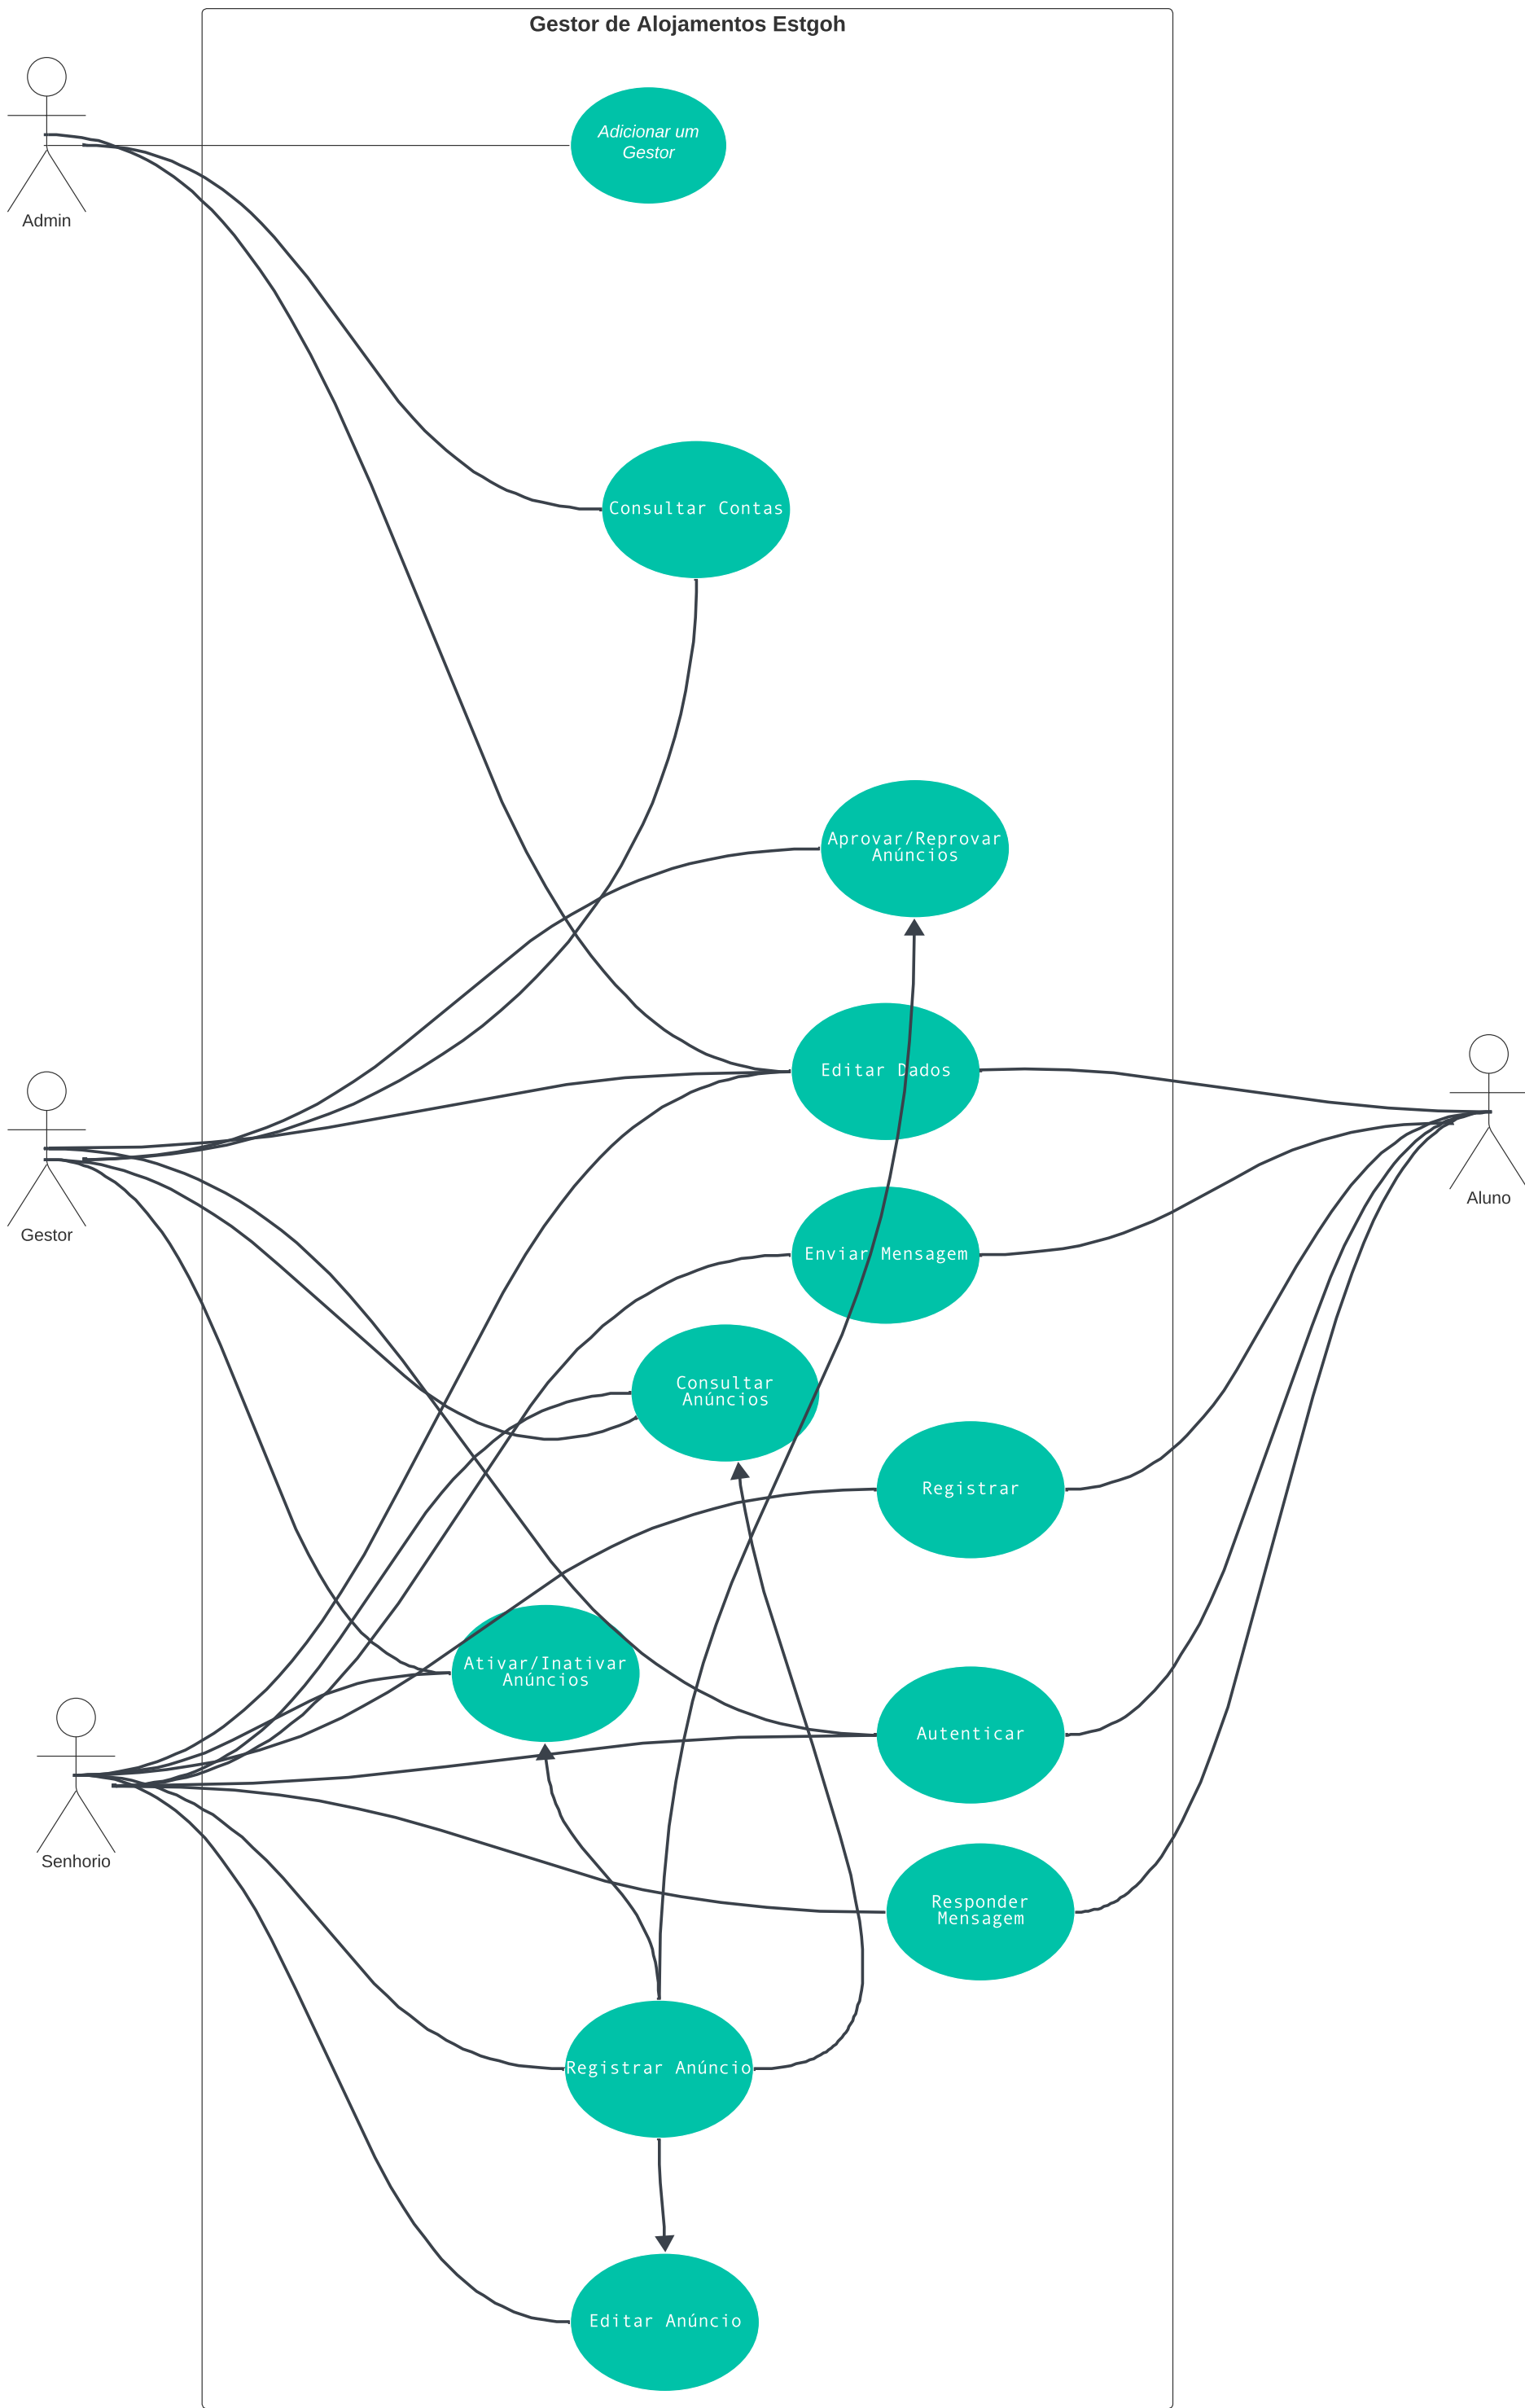 Gestor de Alojamentos Estgoh
Adicionar um
Gestor
Admin
Consultar Contas
Aprovar/Reprovar
Anúncios
Editar Dados
Aluno
Gestor
Enviar Mensagem
Consultar
Anúncios
Registrar
Ativar/Inativar
Anúncios
Autenticar
Senhorio
Responder
Mensagem
Registrar Anúncio
Editar Anúncio